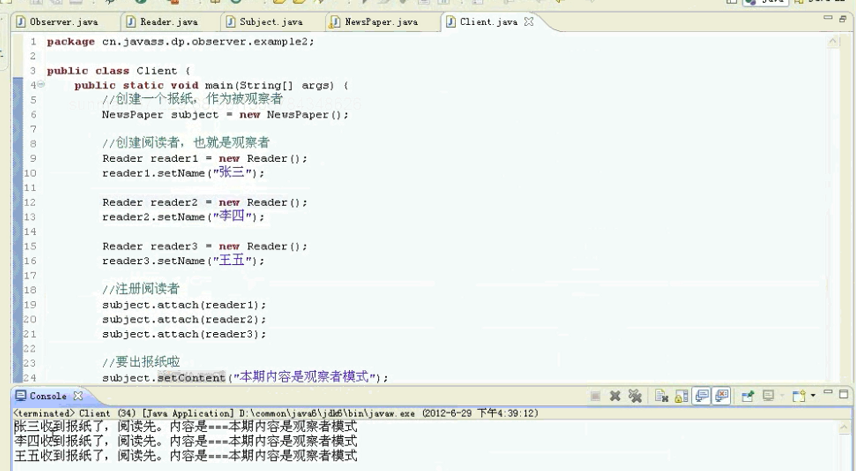 Observer.java
Reader.java
Subject.java
NewsPaper.java
Client.java
1 package cn.javass.dp.observer.example2;
2
3 public class Client {
4 public static void main(String[] args) {
5 //创建一个报纸，作为被观察者
6 NewsPaper subject = new NewsPaper();
7
8 //创建阅读者，也就是观察者
9 Reader reader1 = new Reader();
10 reader1.setName("张三");
11
12 Reader reader2 = new Reader();
13 reader2.setName("李四");
14
15 Reader reader3 = new Reader();
16 reader3.setName("王五");
17
18 //注册阅读者
19 subject.attach(reader1);
20 subject.attach(reader2);
21 subject.attach(reader3);
22
23 //要出报纸啦
24 subject.setContent("本期内容是观察者模式");
Console
<terminated> Client (34) [Java Application] D:\common\java6\jdk6\bin\javaw.exe (2012-6-29 下午4:39:12)
张三收到报纸了，阅读先。内容是===本期内容是观察者模式
李四收到报纸了，阅读先。内容是===本期内容是观察者模式
王五收到报纸了，阅读先。内容是===本期内容是观察者模式